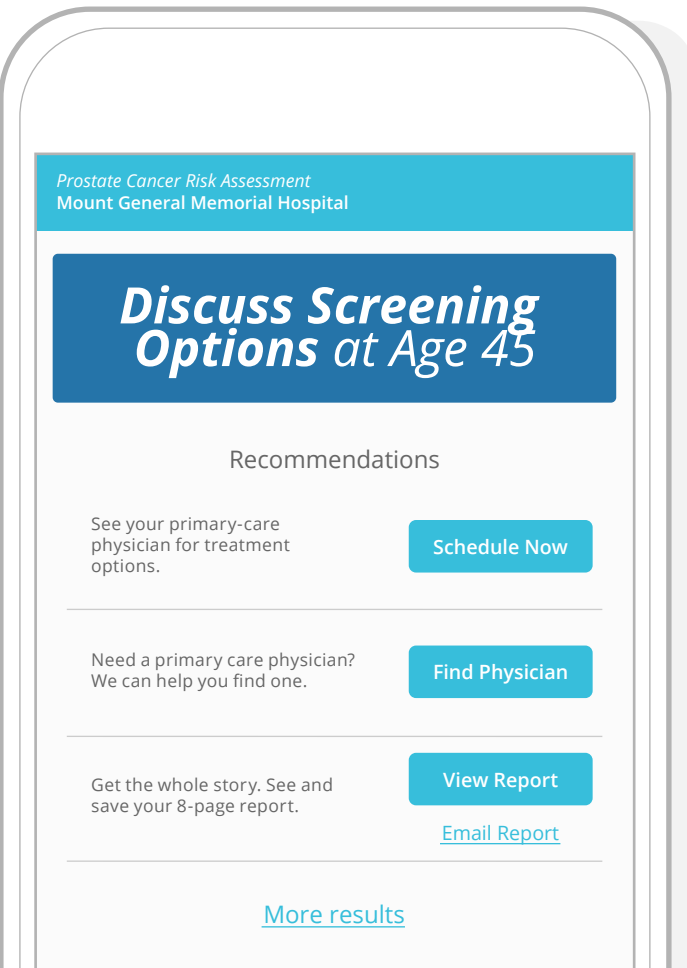 Prostate Cancer Risk Assessment
Mount General Memorial Hospital
Discuss Screening
Options at Age 45
Recommendations
See your primary-care
physician for treatment
options.
Schedule Now
Need a primary care physician?
We can help you find one.
Find Physician
Get the whole story. See and
save your 8-page report.
View Report
Email Report
More results